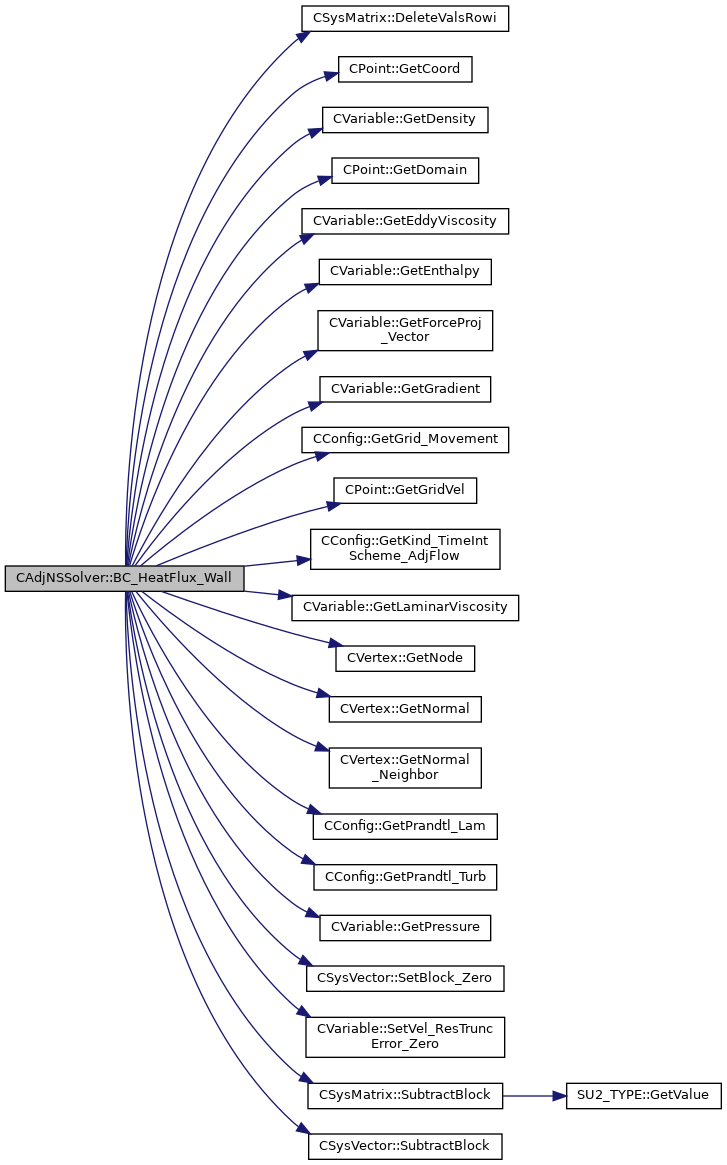 CSysMatrix::DeleteValsRowi
CPoint::GetCoord
CVariable::GetDensity
CPoint::GetDomain
CVariable::GetEddyViscosity
CVariable::GetEnthalpy
CVariable::GetForceProj
_Vector
CVariable::GetGradient
CConfig::GetGrid_Movement
CPoint::GetGridVel
CConfig::GetKind_TimeInt
Scheme_AdjFlow
CAdjNSSolver::BC_HeatFlux_Wall
CVariable::GetLaminarViscosity
CVertex::GetNode
CVertex::GetNormal
CVertex::GetNormal
_Neighbor
CConfig::GetPrandtl_Lam
CConfig::GetPrandtl_Turb
CVariable::GetPressure
CSysVector::SetBlock_Zero
CVariable::SetVel_ResTrunc
Error_Zero
CSysMatrix::SubtractBlock
SU2_TYPE::GetValue
CSysVector::SubtractBlock